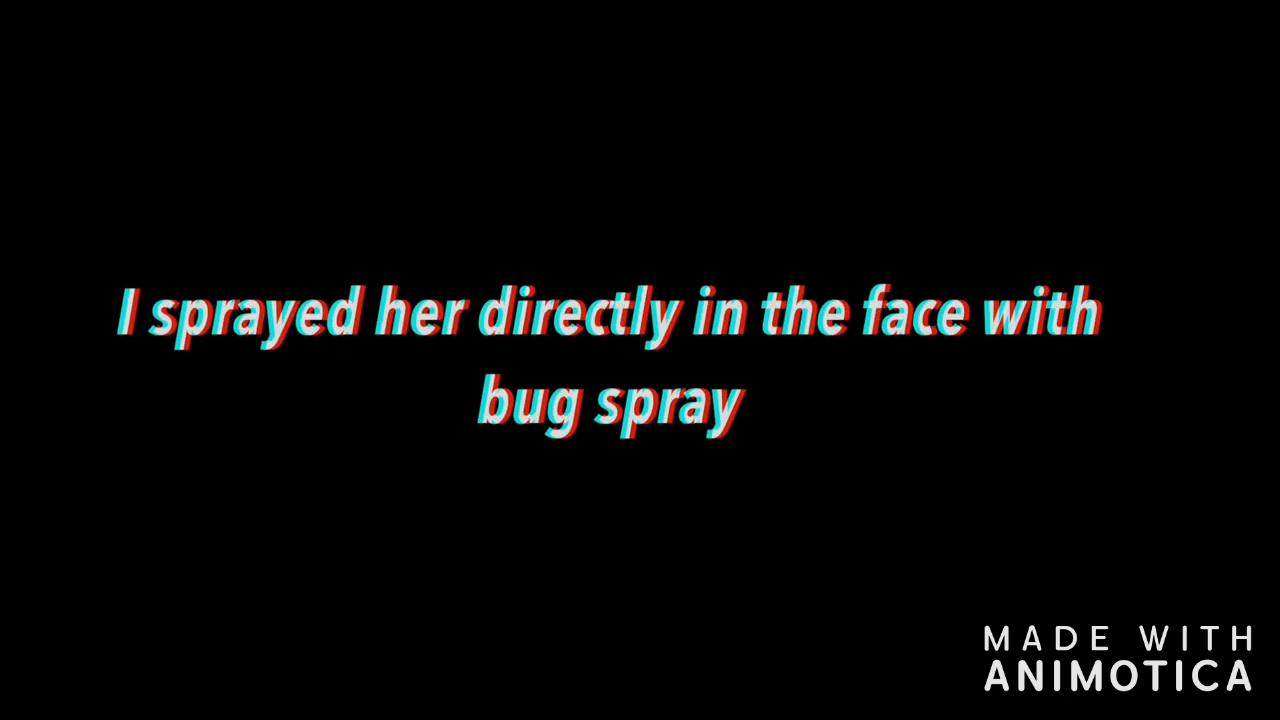 I sprayed her directly in the face with
bug spray
MADE WITH
ANIMOTICA